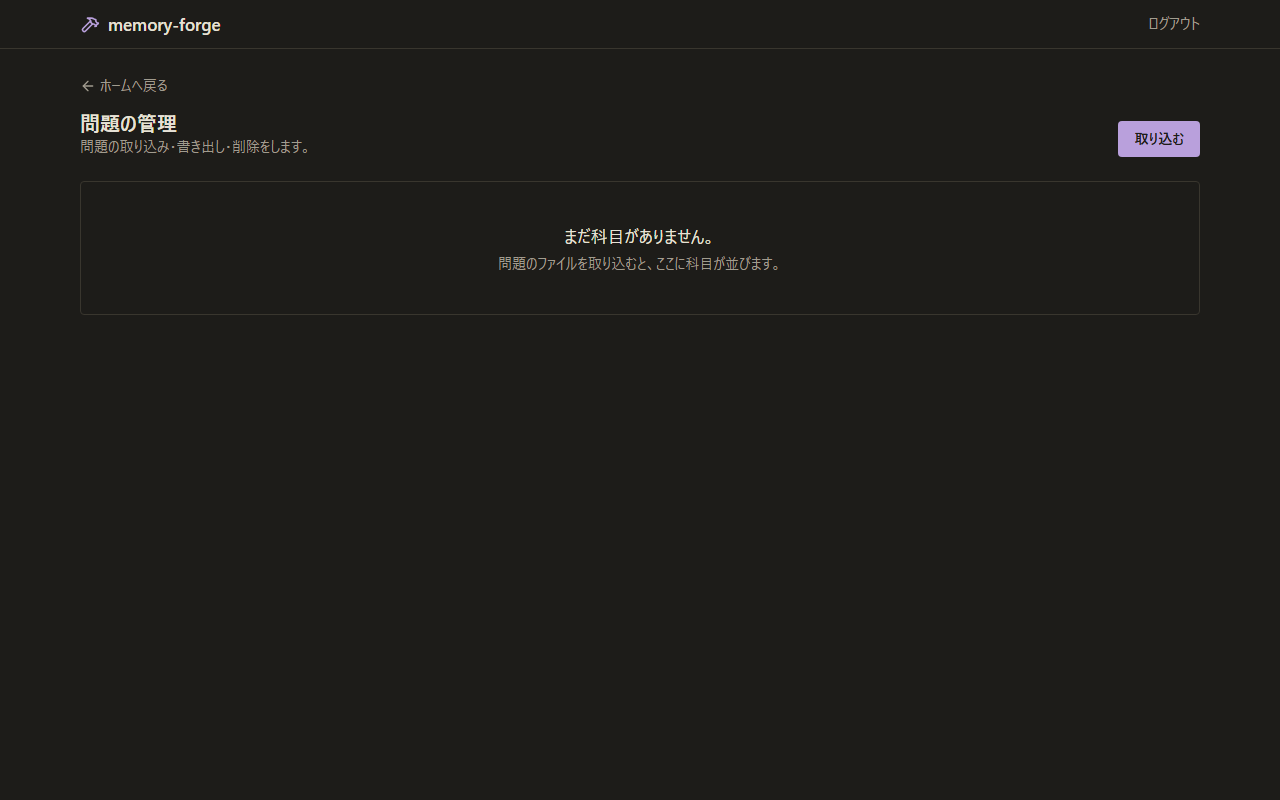 memory-forge
ログアウト
← ホームへ戻る
問題の管理
問題の取り込み・書き出し・削除をします。
取り込む
まだ科目がありません。
問題のファイルを取り込むと、ここに科目が並びます。